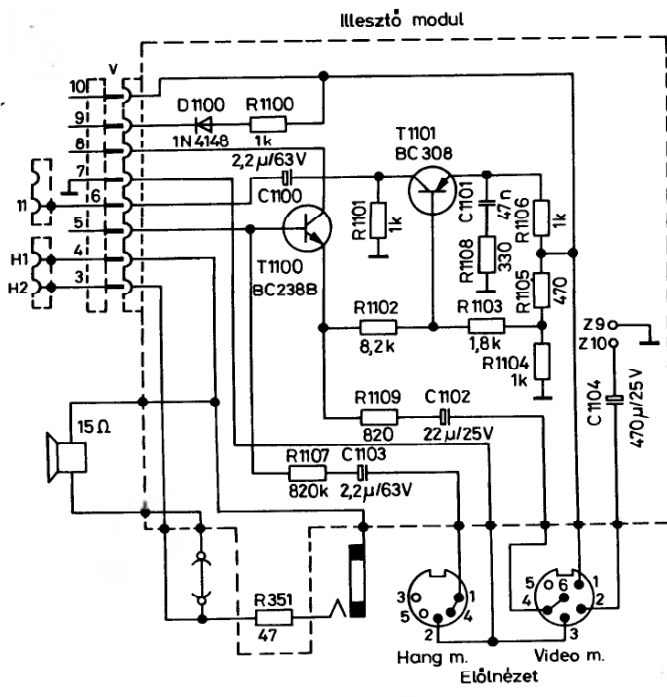 Illesztő modul
V
10
9
D1100
1N4148
R1100
1k
8
2,2µ/63V
C1100
7
6
11
5
H1
4
H2
3
T1100
BC238B
T1101
BC308
R1101
1k
C1101
47n
R1108
330
R1106
1k
R1105
470
R1102
8,2k
R1103
1,8k
R1104
1k
Z9
Z10
C1104
470µ/25V
R1109
820
C1102
22µ/25V
R1107
820k
C1103
2,2µ/63V
15Ω
R351
47
3
1
5
4
2
5
6
1
4
2
3
Hang m.
Video m.
Előlnézet